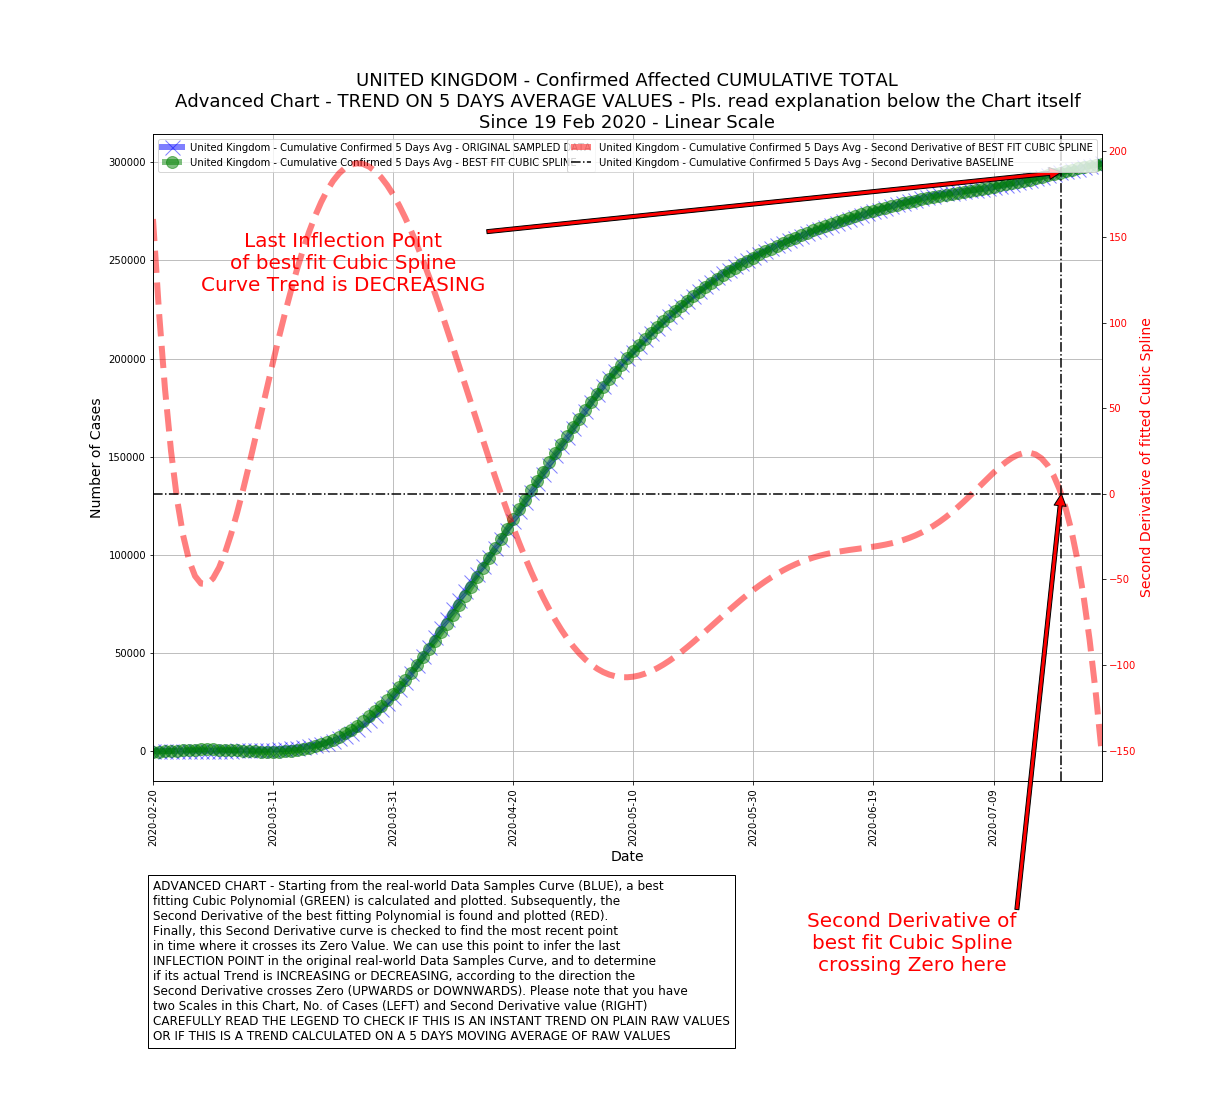 UNITED KINGDOM - Confirmed Affected CUMULATIVE TOTAL
Advanced Chart - TREND ON 5 DAYS AVERAGE VALUES - Pls. read explanation below the Chart itself
Since 19 Feb 2020 - Linear Scale
United Kingdom - Cumulative Confirmed 5 Days Avg - ORIGINAL SAMPLED DATA
United Kingdom - Cumulative Confirmed 5 Days Avg - BEST FIT CUBIC SPLINE
United Kingdom - Cumulative Confirmed 5 Days Avg - Second Derivative of BEST FIT CUBIC SPLINE
United Kingdom - Cumulative Confirmed 5 Days Avg - Second Derivative BASELINE
Last Inflection Point
of best fit Cubic Spline
Curve Trend is DECREASING
Number of Cases
300000
250000
200000
150000
100000
50000
0
200
150
100
50
0
−50
−100
−150
Second Derivative of fitted Cubic Spline
2020-02-20
2020-03-11
2020-03-31
2020-04-20
2020-05-10
2020-05-30
2020-06-19
2020-07-09
Date
ADVANCED CHART - Starting from the real-world Data Samples Curve (BLUE), a best
fitting Cubic Polynomial (GREEN) is calculated and plotted. Subsequently, the
Second Derivative of the best fitting Polynomial is found and plotted (RED).
Finally, this Second Derivative curve is checked to find the most recent point
in time where it crosses its Zero Value. We can use this point to infer the last
INFLECTION POINT in the original real-world Data Samples Curve, and to determine
if its actual Trend is INCREASING or DECREASING, according to the direction the
Second Derivative crosses Zero (UPWARDS or DOWNWARDS). Please note that you have
two Scales in this Chart, No. of Cases (LEFT) and Second Derivative value (RIGHT)
CAREFULLY READ THE LEGEND TO CHECK IF THIS IS AN INSTANT TREND ON PLAIN RAW VALUES
OR IF THIS IS A TREND CALCULATED ON A 5 DAYS MOVING AVERAGE OF RAW VALUES
Second Derivative of
best fit Cubic Spline
crossing Zero here